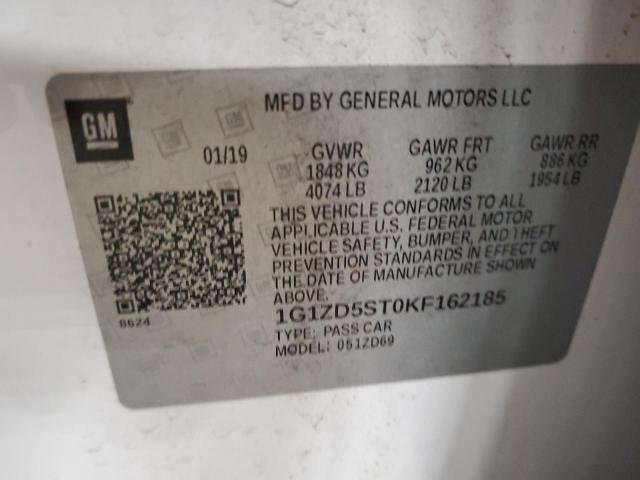 GM
MFD BY GENERAL MOTORS LLC
01/19 GVWR GAWR FRT GAWR RR
1848 KG 962 KG 886 KG
4074 LB 2120 LB 1954 LB
THIS VEHICLE CONFORMS TO ALL
APPLICABLE U.S. FEDERAL MOTOR
VEHICLE SAFETY, BUMPER, AND THEFT
PREVENTION STANDARDS IN EFFECT ON
THE DATE OF MANUFACTURE SHOWN
ABOVE.
8624
1G1ZD5ST0KF162185
TYPE: PASS CAR
MODEL: 0S1ZD69